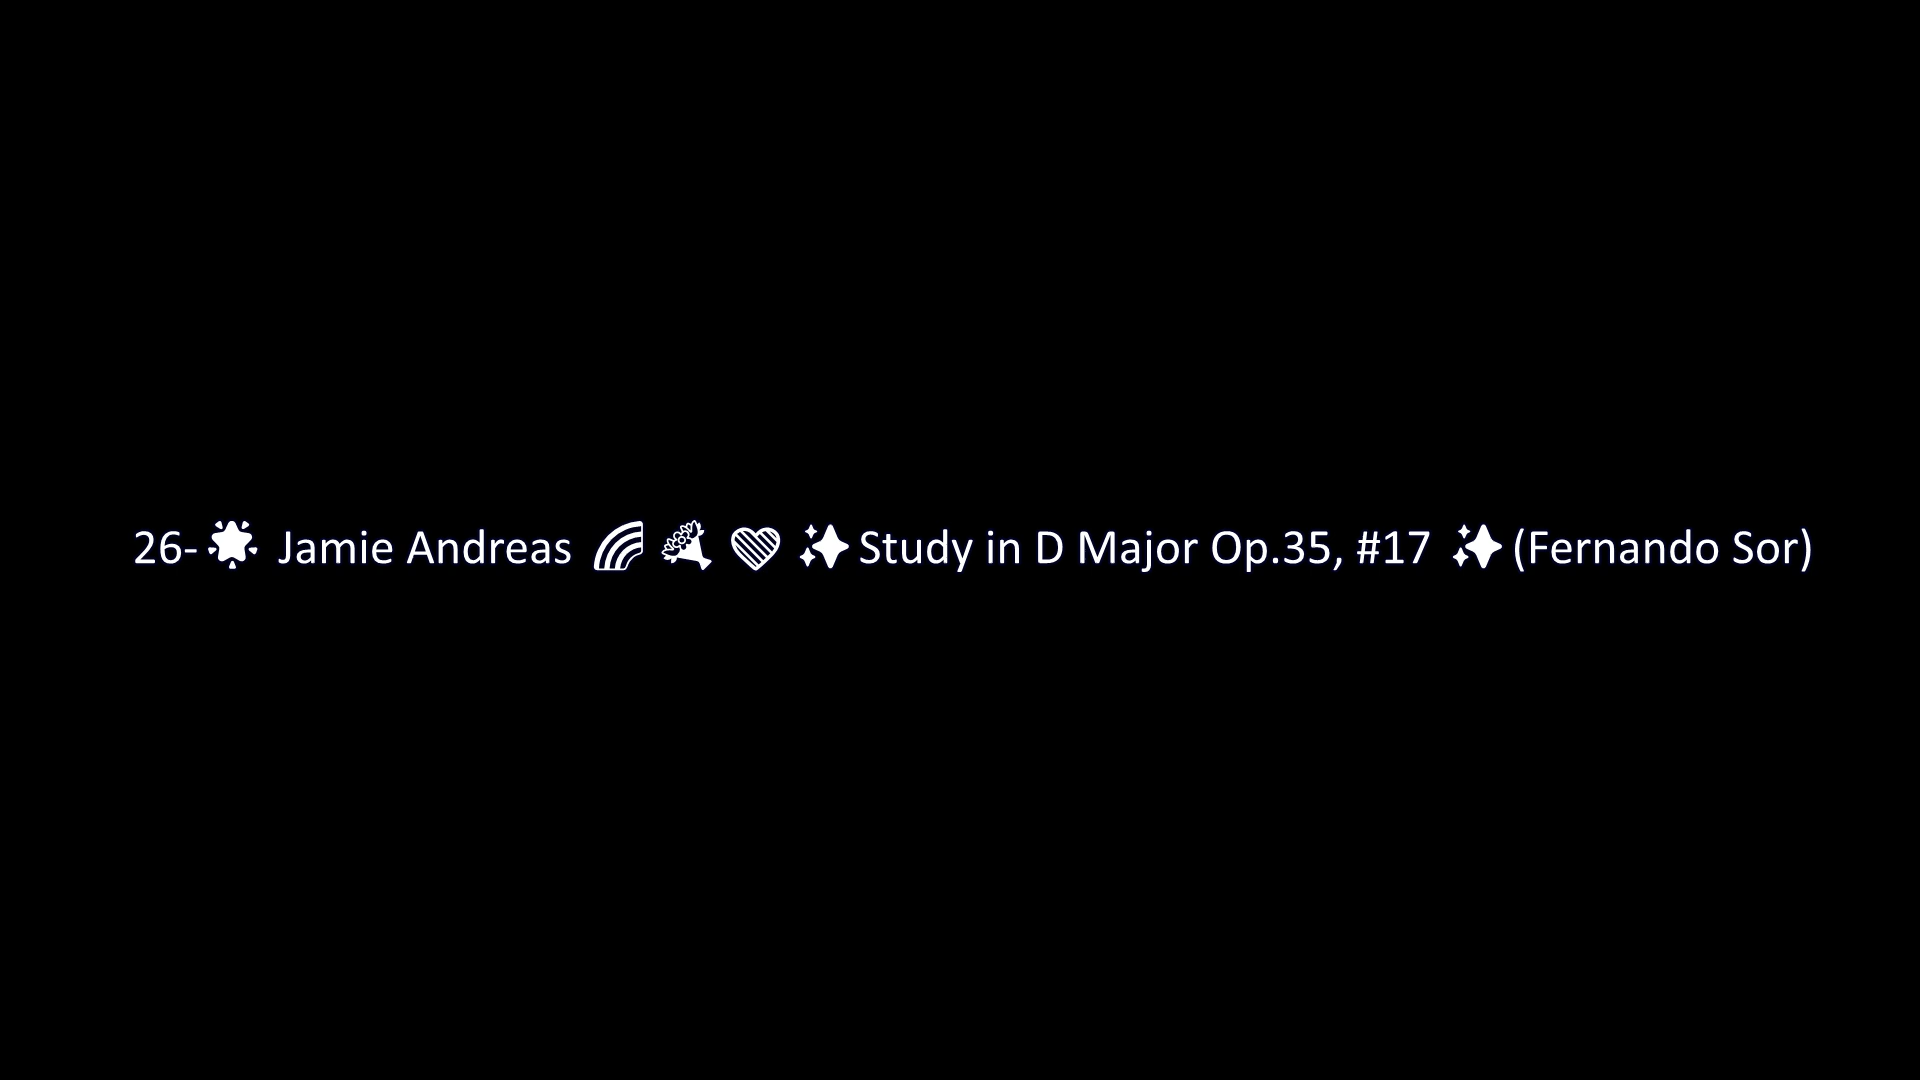 26-🌟 Jamie Andreas 🌈 💐 💛 ✨Study in D Major Op.35, #17 ✨(Fernando Sor)